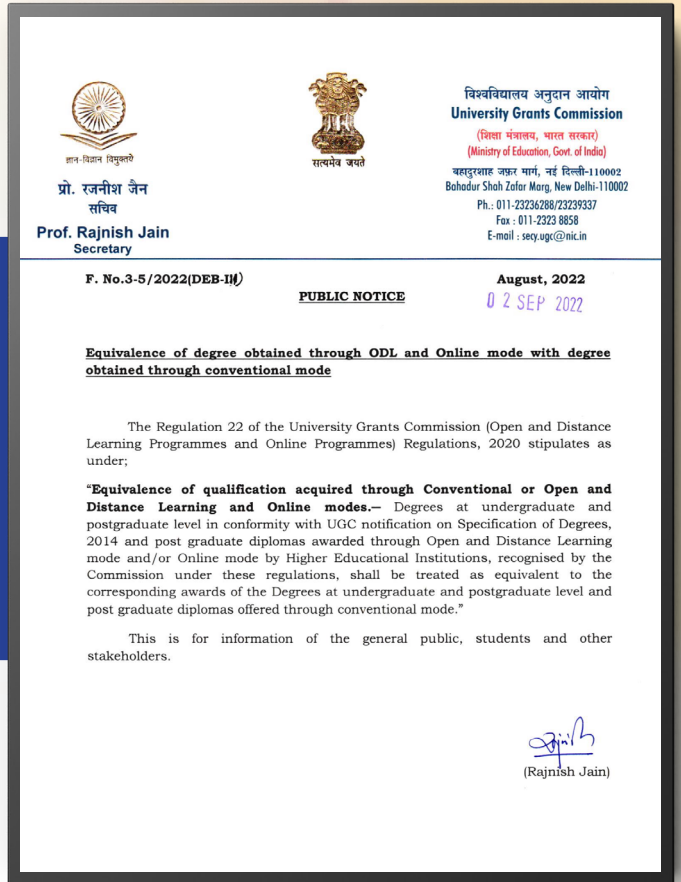 ज्ञान-विज्ञान विमुक्तये
प्रो. रजनीश जैन
सचिव
Prof. Rajnish Jain
Secretary
सत्यमेव जयते
विश्वविद्यालय अनुदान आयोग
University Grants Commission
(शिक्षा मंत्रालय, भारत सरकार)
(Ministry of Education, Govt. of India)
बहादुरशाह ज़फ़र मार्ग, नई दिल्ली-110002
Bahadur Shah Zafar Marg, New Delhi-110002
Ph.: 011-23236288/23239337
Fax : 011-2323 8858
E-mail : secy.ugc@nic.in
F. No.3-5/2022(DEB-III)
August, 2022
PUBLIC NOTICE
02 SEP 2022
Equivalence of degree obtained through ODL and Online mode with degree
obtained through conventional mode
The Regulation 22 of the University Grants Commission (Open and Distance
Learning Programmes and Online Programmes) Regulations, 2020 stipulates as
under;
“Equivalence of qualification acquired through Conventional or Open and
Distance Learning and Online modes.— Degrees at undergraduate and
postgraduate level in conformity with UGC notification on Specification of Degrees,
2014 and post graduate diplomas awarded through Open and Distance Learning
mode and/or Online mode by Higher Educational Institutions, recognised by the
Commission under these regulations, shall be treated as equivalent to the
corresponding awards of the Degrees at undergraduate and postgraduate level and
post graduate diplomas offered through conventional mode.”
This is for information of the general public, students and other
stakeholders.
(Rajnish Jain)